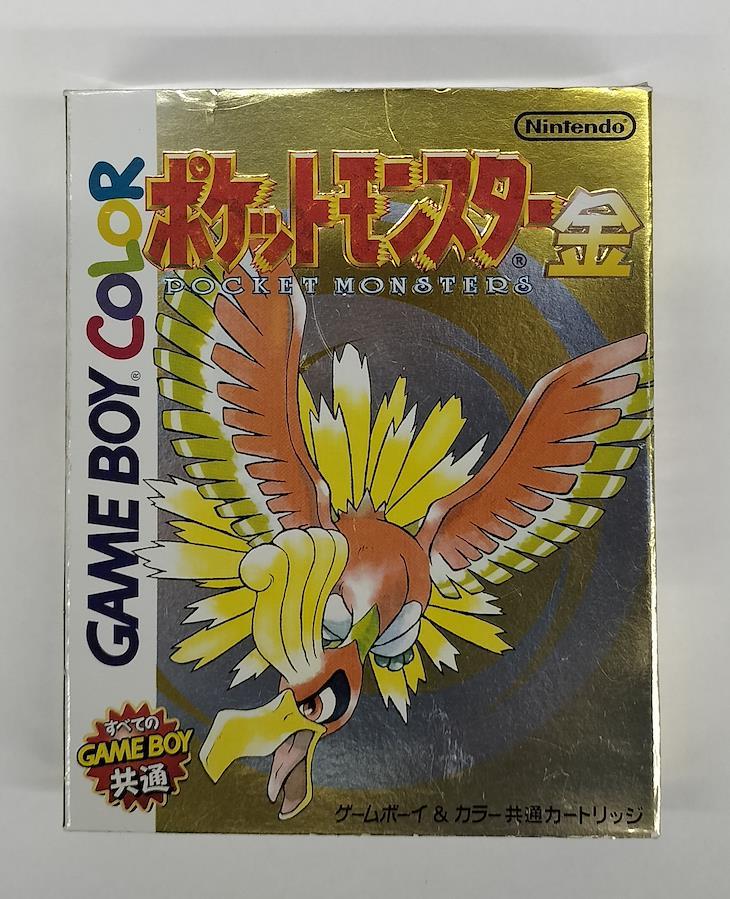 Nintendo®
ポケットモンスター金
POCKET MONSTERS®
GAME BOY® COLOR
すべての
GAME BOY
共通
ゲームボーイ & カラー共通カートリッジ